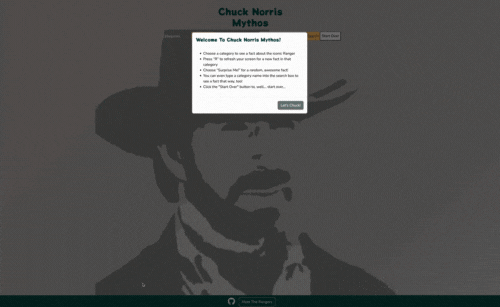 Chuck Norris
Mythos
Start Over
Welcome To Chuck Norris Mythos!
Choose a category to see a fact about the iconic Ranger
Press "R" to refresh your screen for a new fact in that
category
Choose "Surprise Me!" for a random, awesome fact!
You can even type a category name into the search box to
see a fact that way, too!
Click the "Start Over" button to, well... start over...
Let's Chuck!
Meet The Rangers